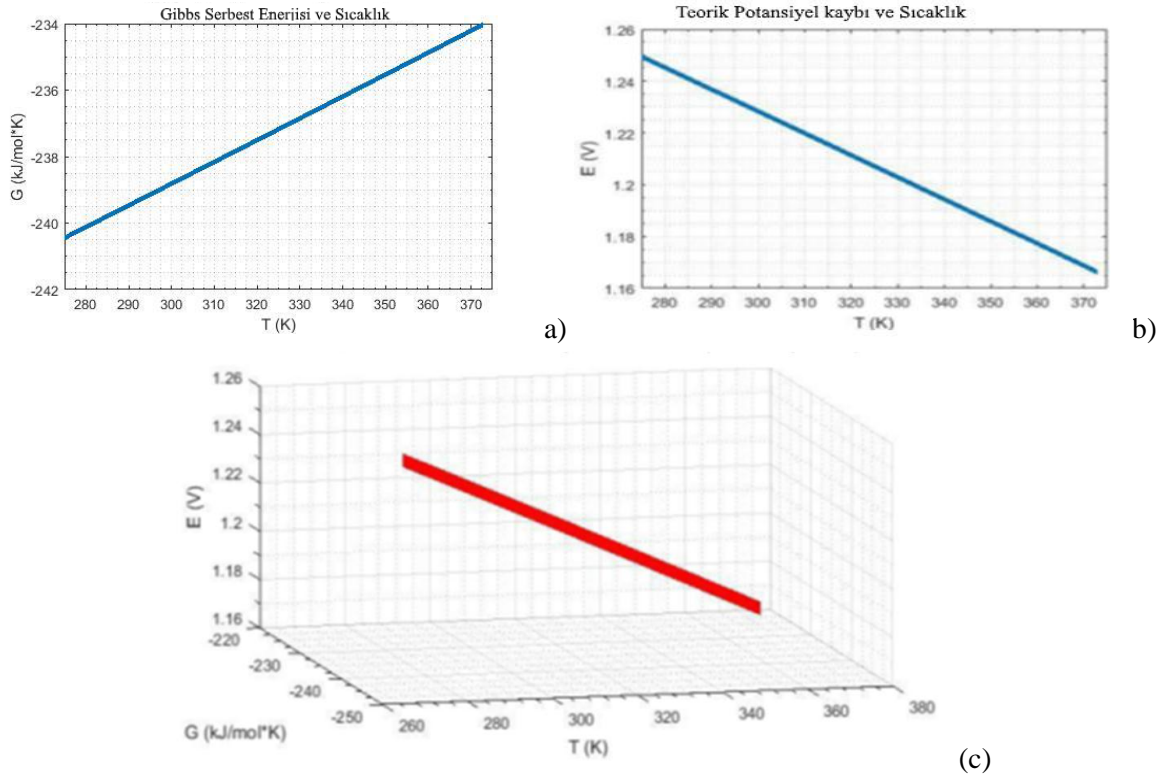 Gibbs Serbest Enerjisi ve Sıcaklık
-234
-236
-238
-240
-242
G (kJ/mol*K)
280 290 300 310 320 330 340 350 360 370
T (K)
a)
Teorik Potansiyel kaybı ve Sıcaklık
1.26
1.24
1.22
1.2
1.18
1.16
E (V)
280 290 300 310 320 330 340 350 360 370
T (K)
b)
1.26
1.24
1.22
1.2
1.18
1.16
E (V)
-220
-230
-240
-250
G (kJ/mol*K)
260 280 300 320 340 360 380
T (K)
(c)